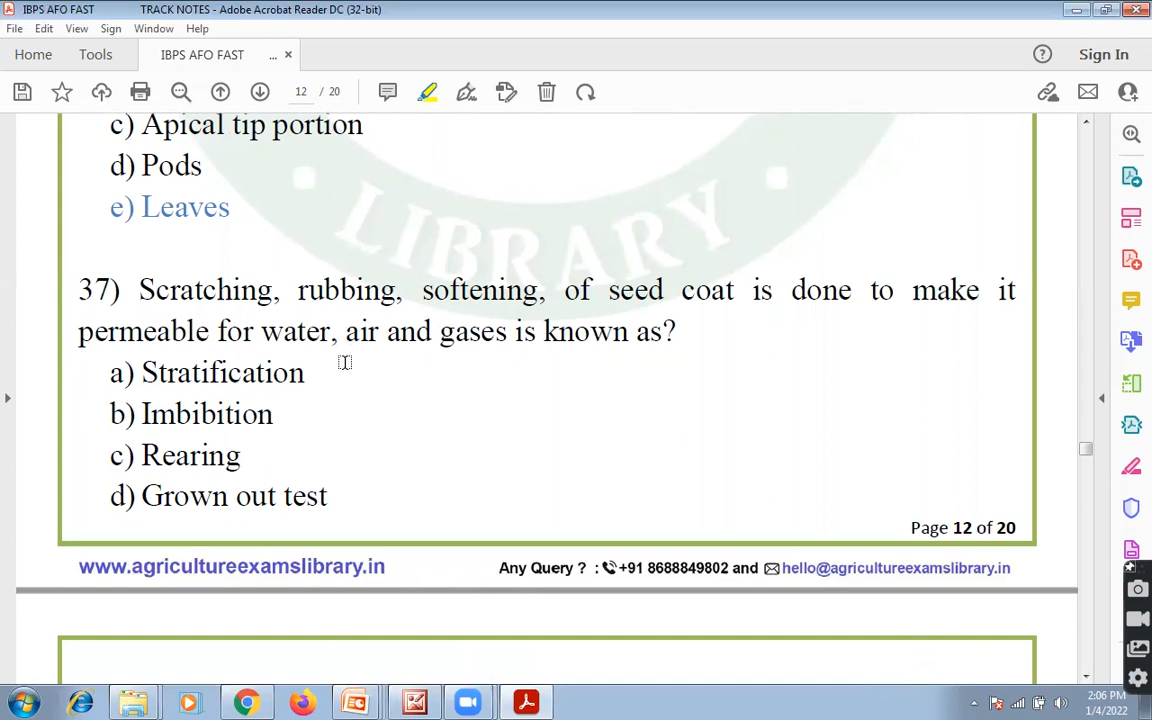 IBPS AFO FAST TRACK NOTES - Adobe Acrobat Reader DC (32-bit)
File Edit View Sign Window Help
Home Tools IBPS AFO FAST ... × Sign In
12 / 20
c) Apical tip portion
d) Pods
e) Leaves
LIBRARY
37) Scratching, rubbing, softening, of seed coat is done to make it
permeable for water, air and gases is known as?
a) Stratification
b) Imbibition
c) Rearing
d) Grown out test
Page 12 of 20
www.agricultureexamslibrary.in Any Query ? : +91 8688849802 and hello@agricultureexamslibrary.in
2:06 PM
1/4/2022